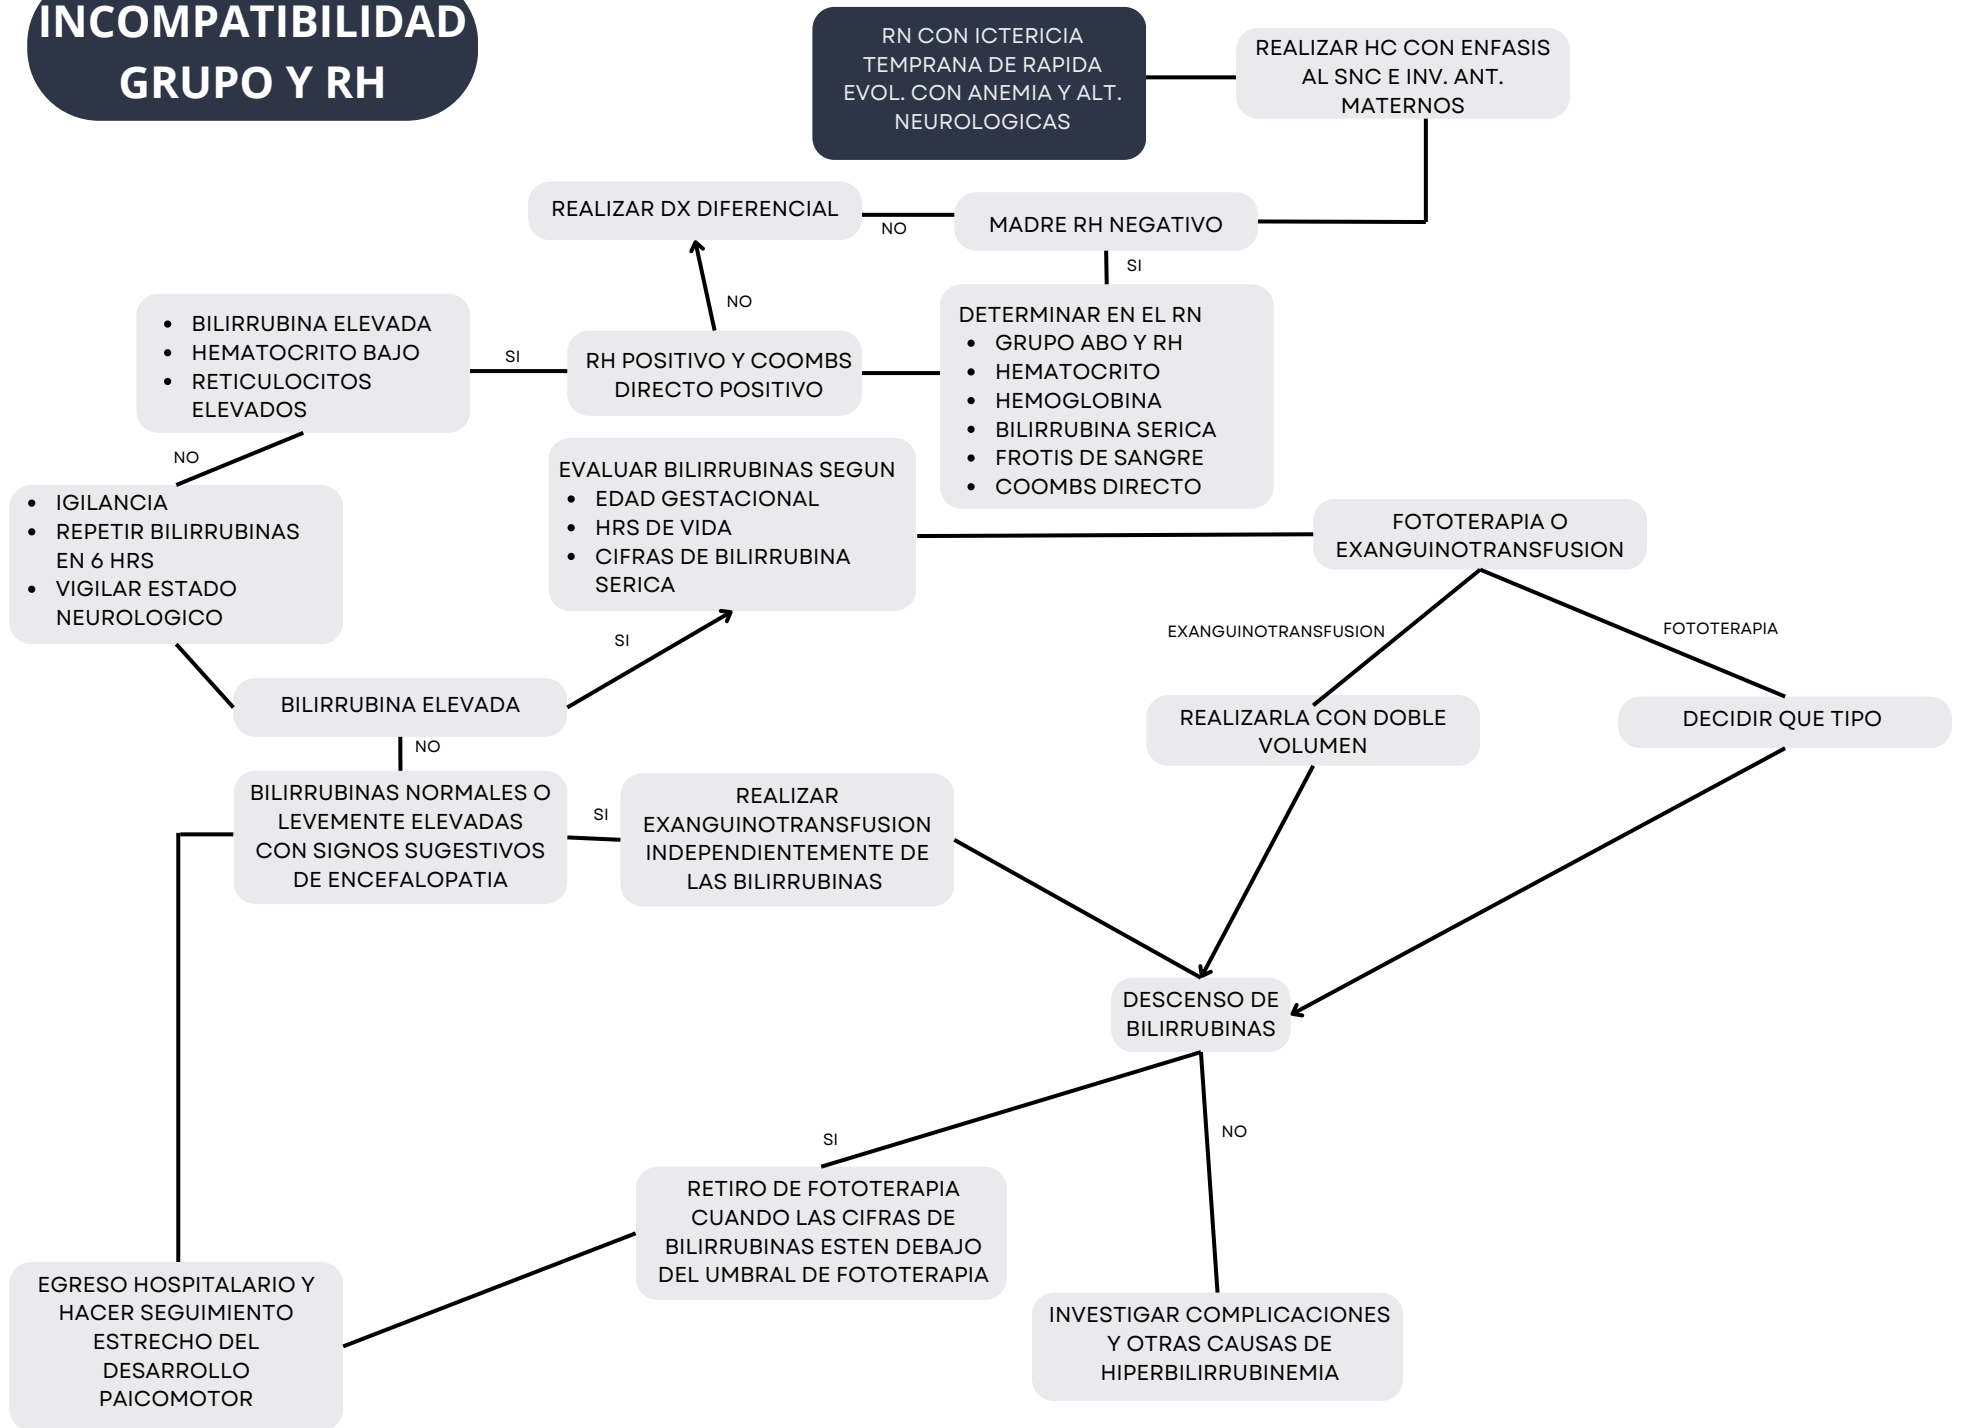 INCOMPATIBILIDAD
GRUPO Y RH
RN CON ICTERICIA
TEMPRANA DE RAPIDA
EVOL. CON ANEMIA Y ALT.
NEUROLOGICAS
REALIZAR HC CON ENFASIS
AL SNC E INV. ANT.
MATERNOS
REALIZAR DX DIFERENCIAL
NO
MADRE RH NEGATIVO
SI
NO
BILIRRUBINA ELEVADA
HEMATOCRITO BAJO
RETICULOCITOS
ELEVADOS
SI
RH POSITIVO Y COOMBS
DIRECTO POSITIVO
DETERMINAR EN EL RN
GRUPO ABO Y RH
HEMATOCRITO
HEMOGLOBINA
BILIRRUBINA SERICA
FROTIS DE SANGRE
COOMBS DIRECTO
NO
IGILANCIA
REPETIR BILIRRUBINAS
EN 6 HRS
VIGILAR ESTADO
NEUROLOGICO
EVALUAR BILIRRUBINAS SEGUN
EDAD GESTACIONAL
HRS DE VIDA
CIFRAS DE BILIRRUBINA
SERICA
FOTOTERAPIA O
EXANGUINOTRANSFUSION
SI
EXANGUINOTRANSFUSION
FOTOTERAPIA
BILIRRUBINA ELEVADA
REALIZARLA CON DOBLE
VOLUMEN
DECIDIR QUE TIPO
NO
BILIRRUBINAS NORMALES O
LEVEMENTE ELEVADAS
CON SIGNOS SUGESTIVOS
DE ENCEFALOPATIA
SI
REALIZAR
EXANGUINOTRANSFUSION
INDEPENDIENTEMENTE DE
LAS BILIRRUBINAS
DESCENSO DE
BILIRRUBINAS
SI
NO
RETIRO DE FOTOTERAPIA
CUANDO LAS CIFRAS DE
BILIRRUBINAS ESTEN DEBAJO
DEL UMBRAL DE FOTOTERAPIA
EGRESO HOSPITALARIO Y
HACER SEGUIMIENTO
ESTRECHO DEL
DESARROLLO
PAICOMOTOR
INVESTIGAR COMPLICACIONES
Y OTRAS CAUSAS DE
HIPERBILIRRUBINEMIA